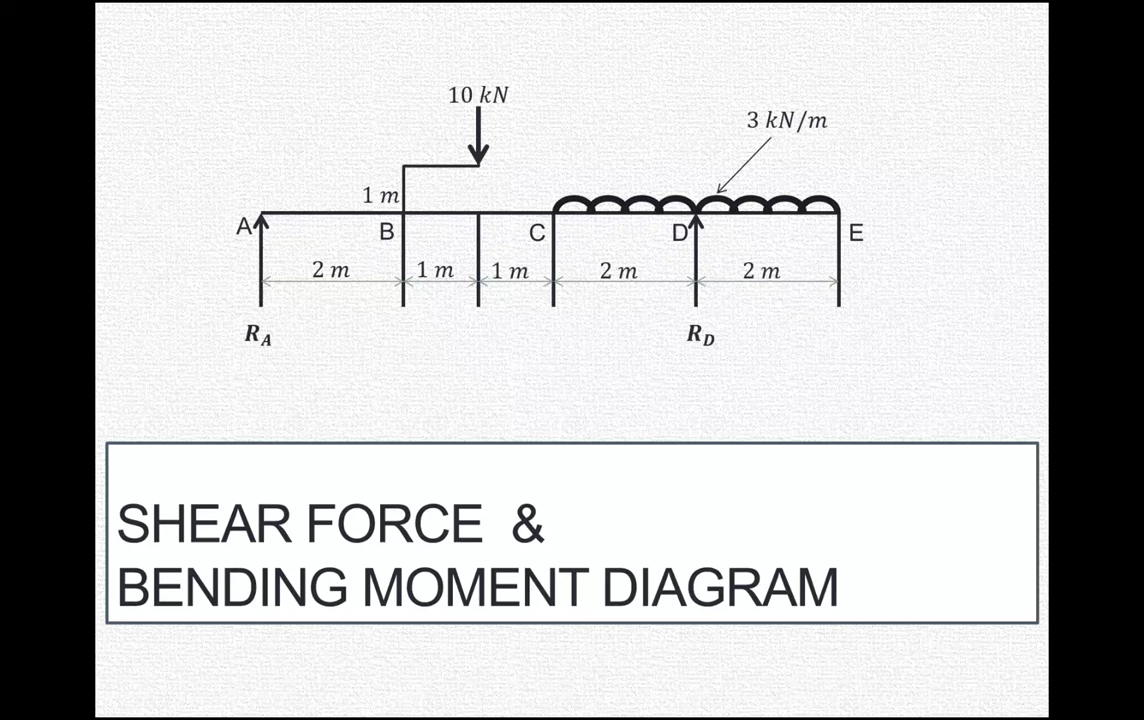 10 kN
3 kN/m
1 m
A
B
C
D
E
2 m
1 m
1 m
2 m
2 m
R_A
R_D
SHEAR FORCE &
BENDING MOMENT DIAGRAM